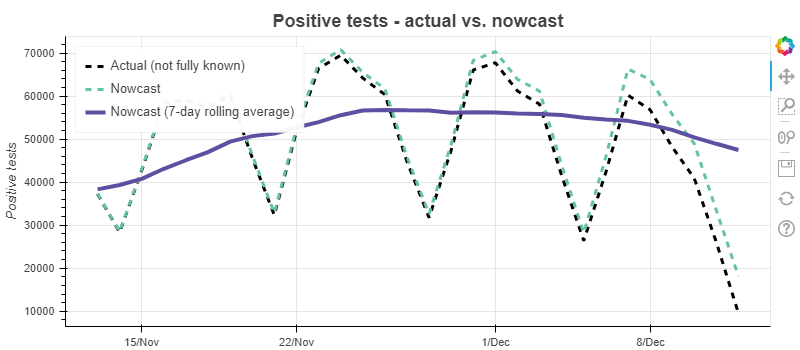 Positive tests - actual vs. nowcast
70000
60000
50000
40000
30000
20000
10000
Positive tests
Actual (not fully known)
Nowcast
Nowcast (7-day rolling average)
15/Nov
22/Nov
1/Dec
8/Dec